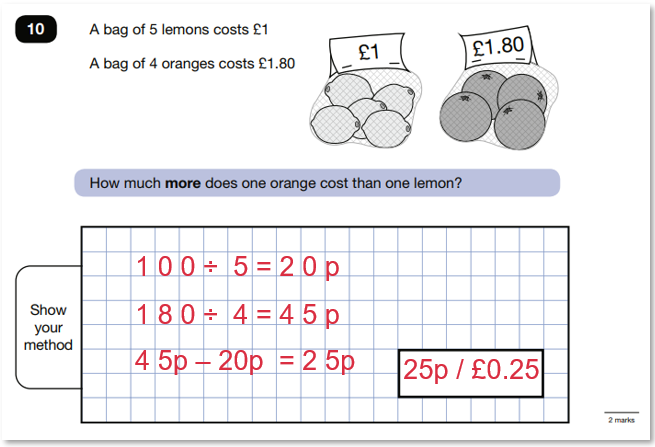 10
A bag of 5 lemons costs £1
A bag of 4 oranges costs £1.80
£1
£1.80
How much more does one orange cost than one lemon?
Show
your
method
100 ÷ 5 = 20p
180 ÷ 4 = 45p
45p – 20p = 25p
25p / £0.25
2 marks